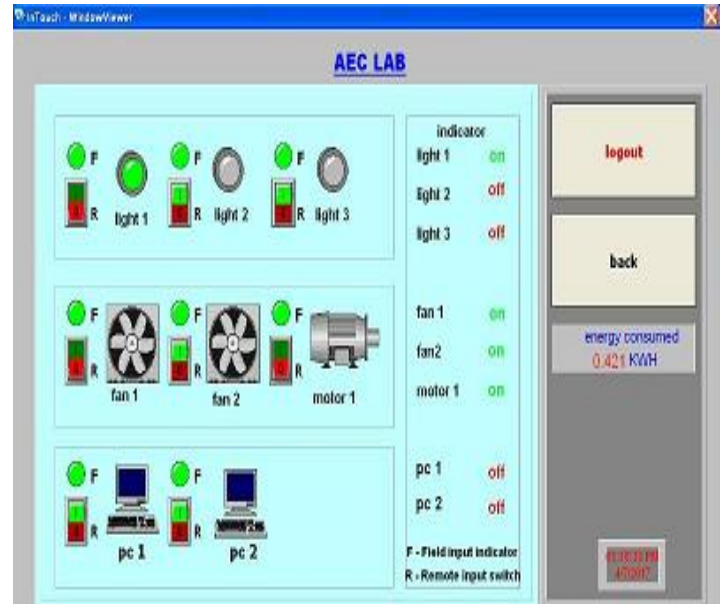 InTouch - WindowViewer
AEC LAB
F
F
F
R
R
R
light 1
light 2
light 3
indicator
light 1 on
light 2 off
light 3 off
logout
back
F
F
F
R
R
R
fan 1
fan 2
motor 1
fan 1 on
fan2 on
motor 1 on
energy consumed
0.421 KWH
F
F
R
R
pc 1
pc 2
pc 1 off
pc 2 off
F - Field input indicator
R - Remote input switch